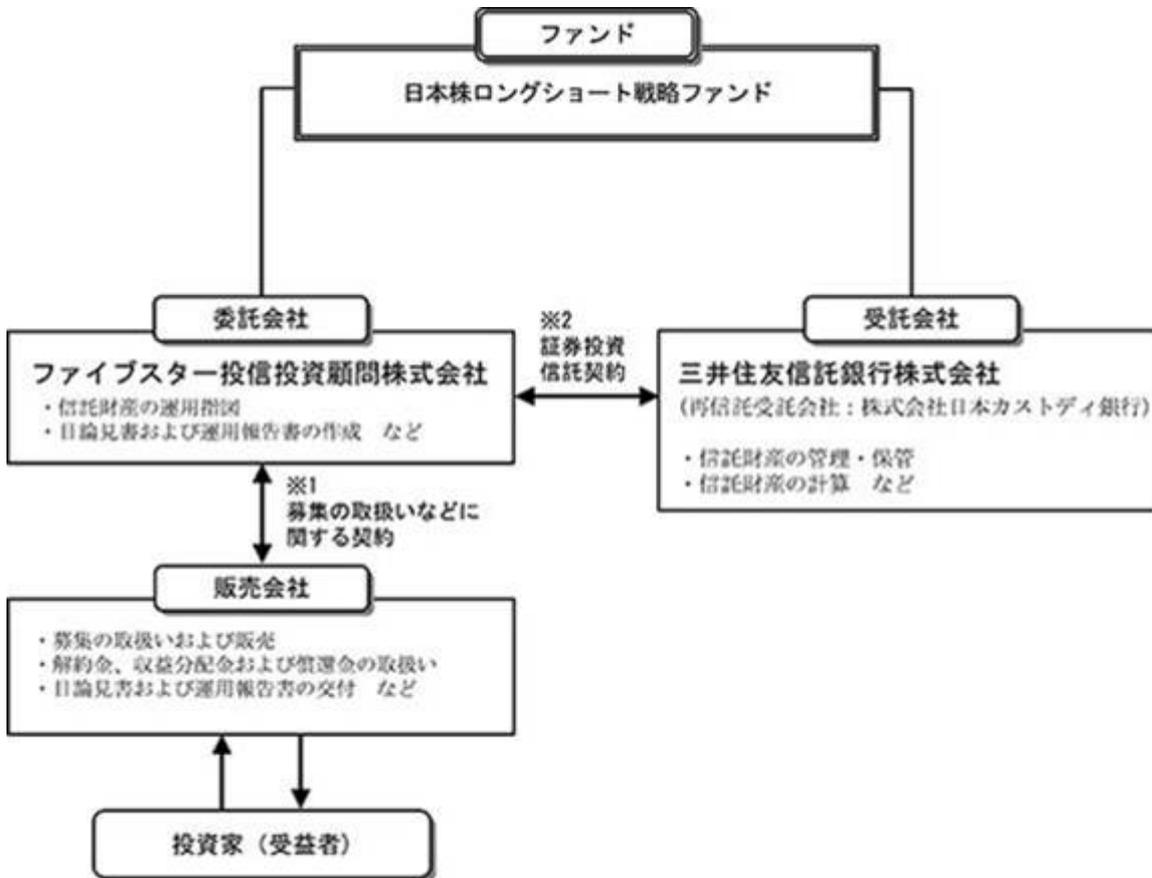 ファンド
日本株ロングショート戦略ファンド
委託会社
ファイブスター投信投資顧問株式会社
・信託財産の運用指図
・目論見書および運用報告書の作成 など
※2
証券投資
信託契約
受託会社
三井住友信託銀行株式会社
(再信託受託会社：株式会社日本カストディ銀行)
・信託財産の管理・保管
・信託財産の計算 など
※1
募集の取扱いなどに
関する契約
販売会社
・募集の取扱いおよび販売
・解約金、収益分配金および償還金の取扱い
・目論見書および運用報告書の交付 など
投資家（受益者）